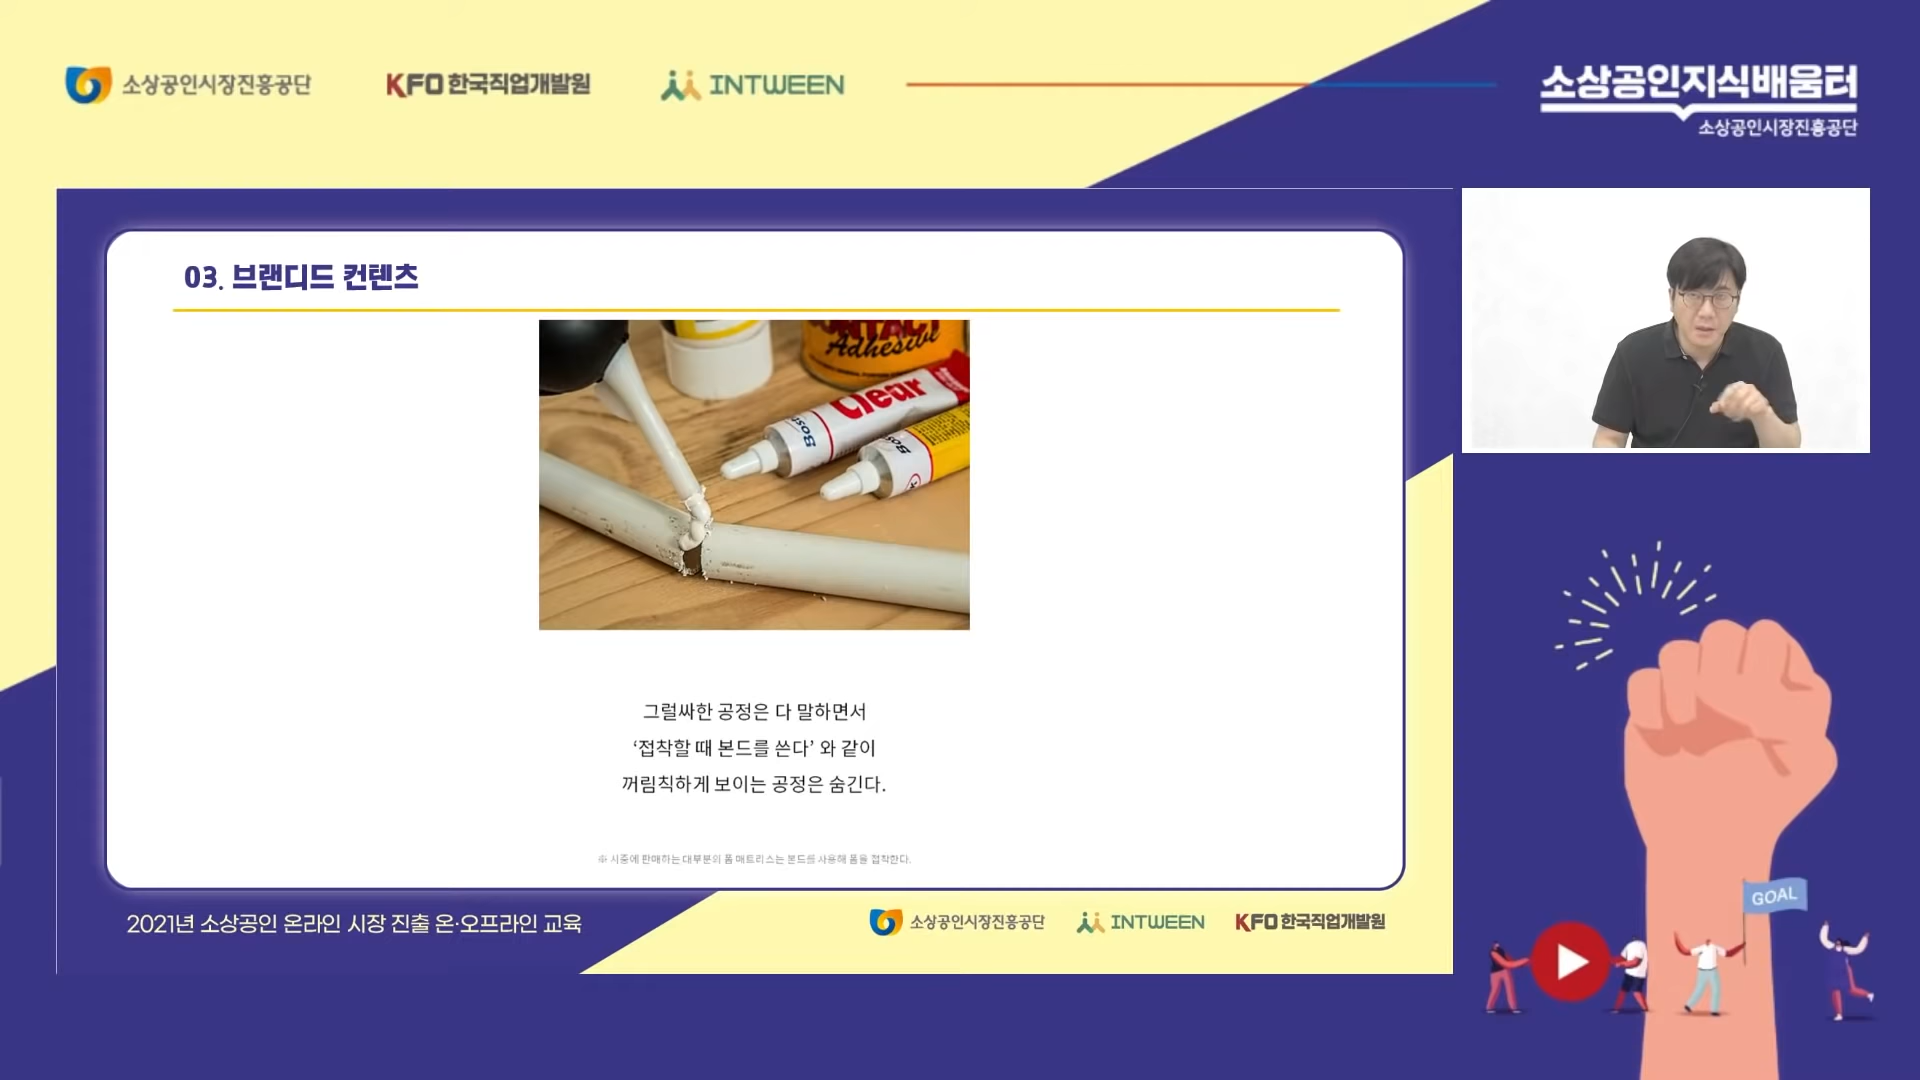 소상공인시장진흥공단
KFO 한국직업개발원
INTWEEN
소상공인지식배움터
소상공인시장진흥공단
03. 브랜디드 컨텐츠
CONTACT
Adhesive
Clear
Bost
Bos
그럴싸한 공정은 다 말하면서
‘접착할 때 본드를 쓴다’ 와 같이
꺼림칙하게 보이는 공정은 숨긴다.
※ 시중에 판매하는 대부분의 폼 매트리스는 본드를 사용해 폼을 접착한다.
2021년 소상공인 온라인 시장 진출 온·오프라인 교육
소상공인시장진흥공단
INTWEEN
KFO 한국직업개발원
GOAL